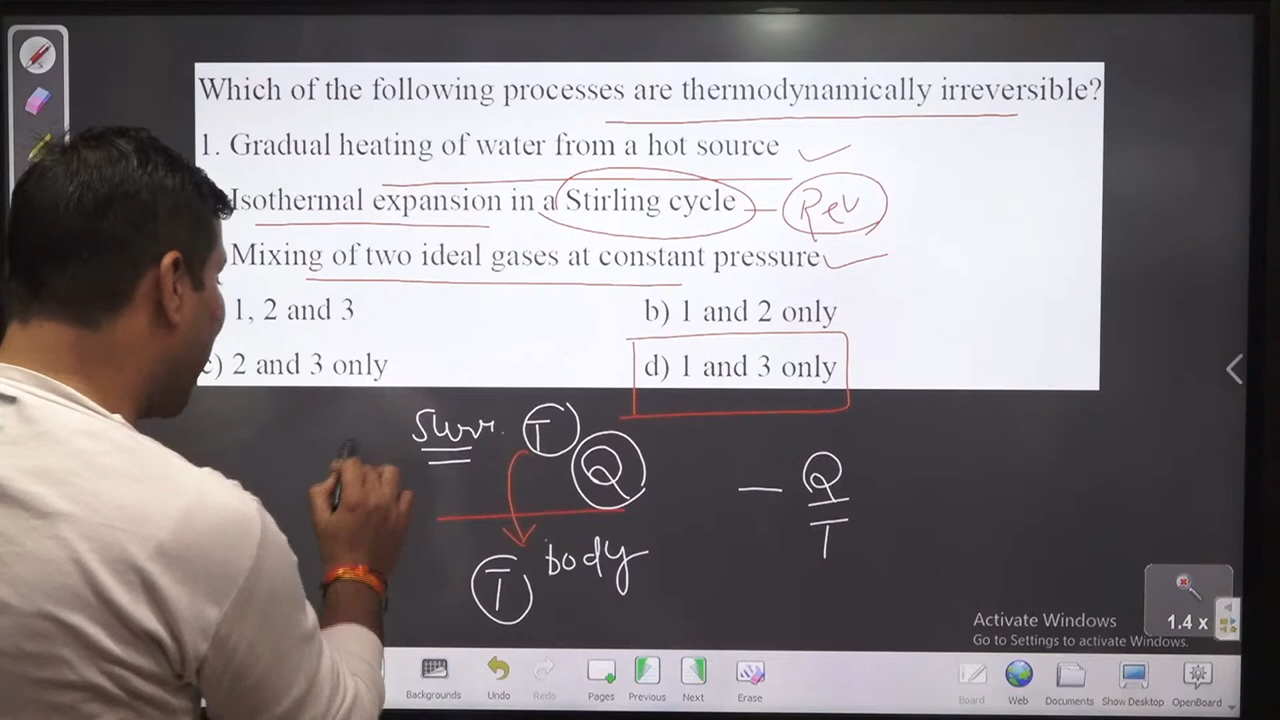 Which of the following processes are thermodynamically irreversible?
1. Gradual heating of water from a hot source
Isothermal expansion in a Stirling cycle — Rev
Mixing of two ideal gases at constant pressure
1, 2 and 3
b) 1 and 2 only
c) 2 and 3 only
d) 1 and 3 only
Surr. T
Q
T body
— Q
T
Activate Windows
Go to Settings to activate Windows.
1.4 x
Backgrounds
Undo
Redo
Pages
Previous
Next
Erase
Board
Web
Documents
Show Desktop
OpenBoard